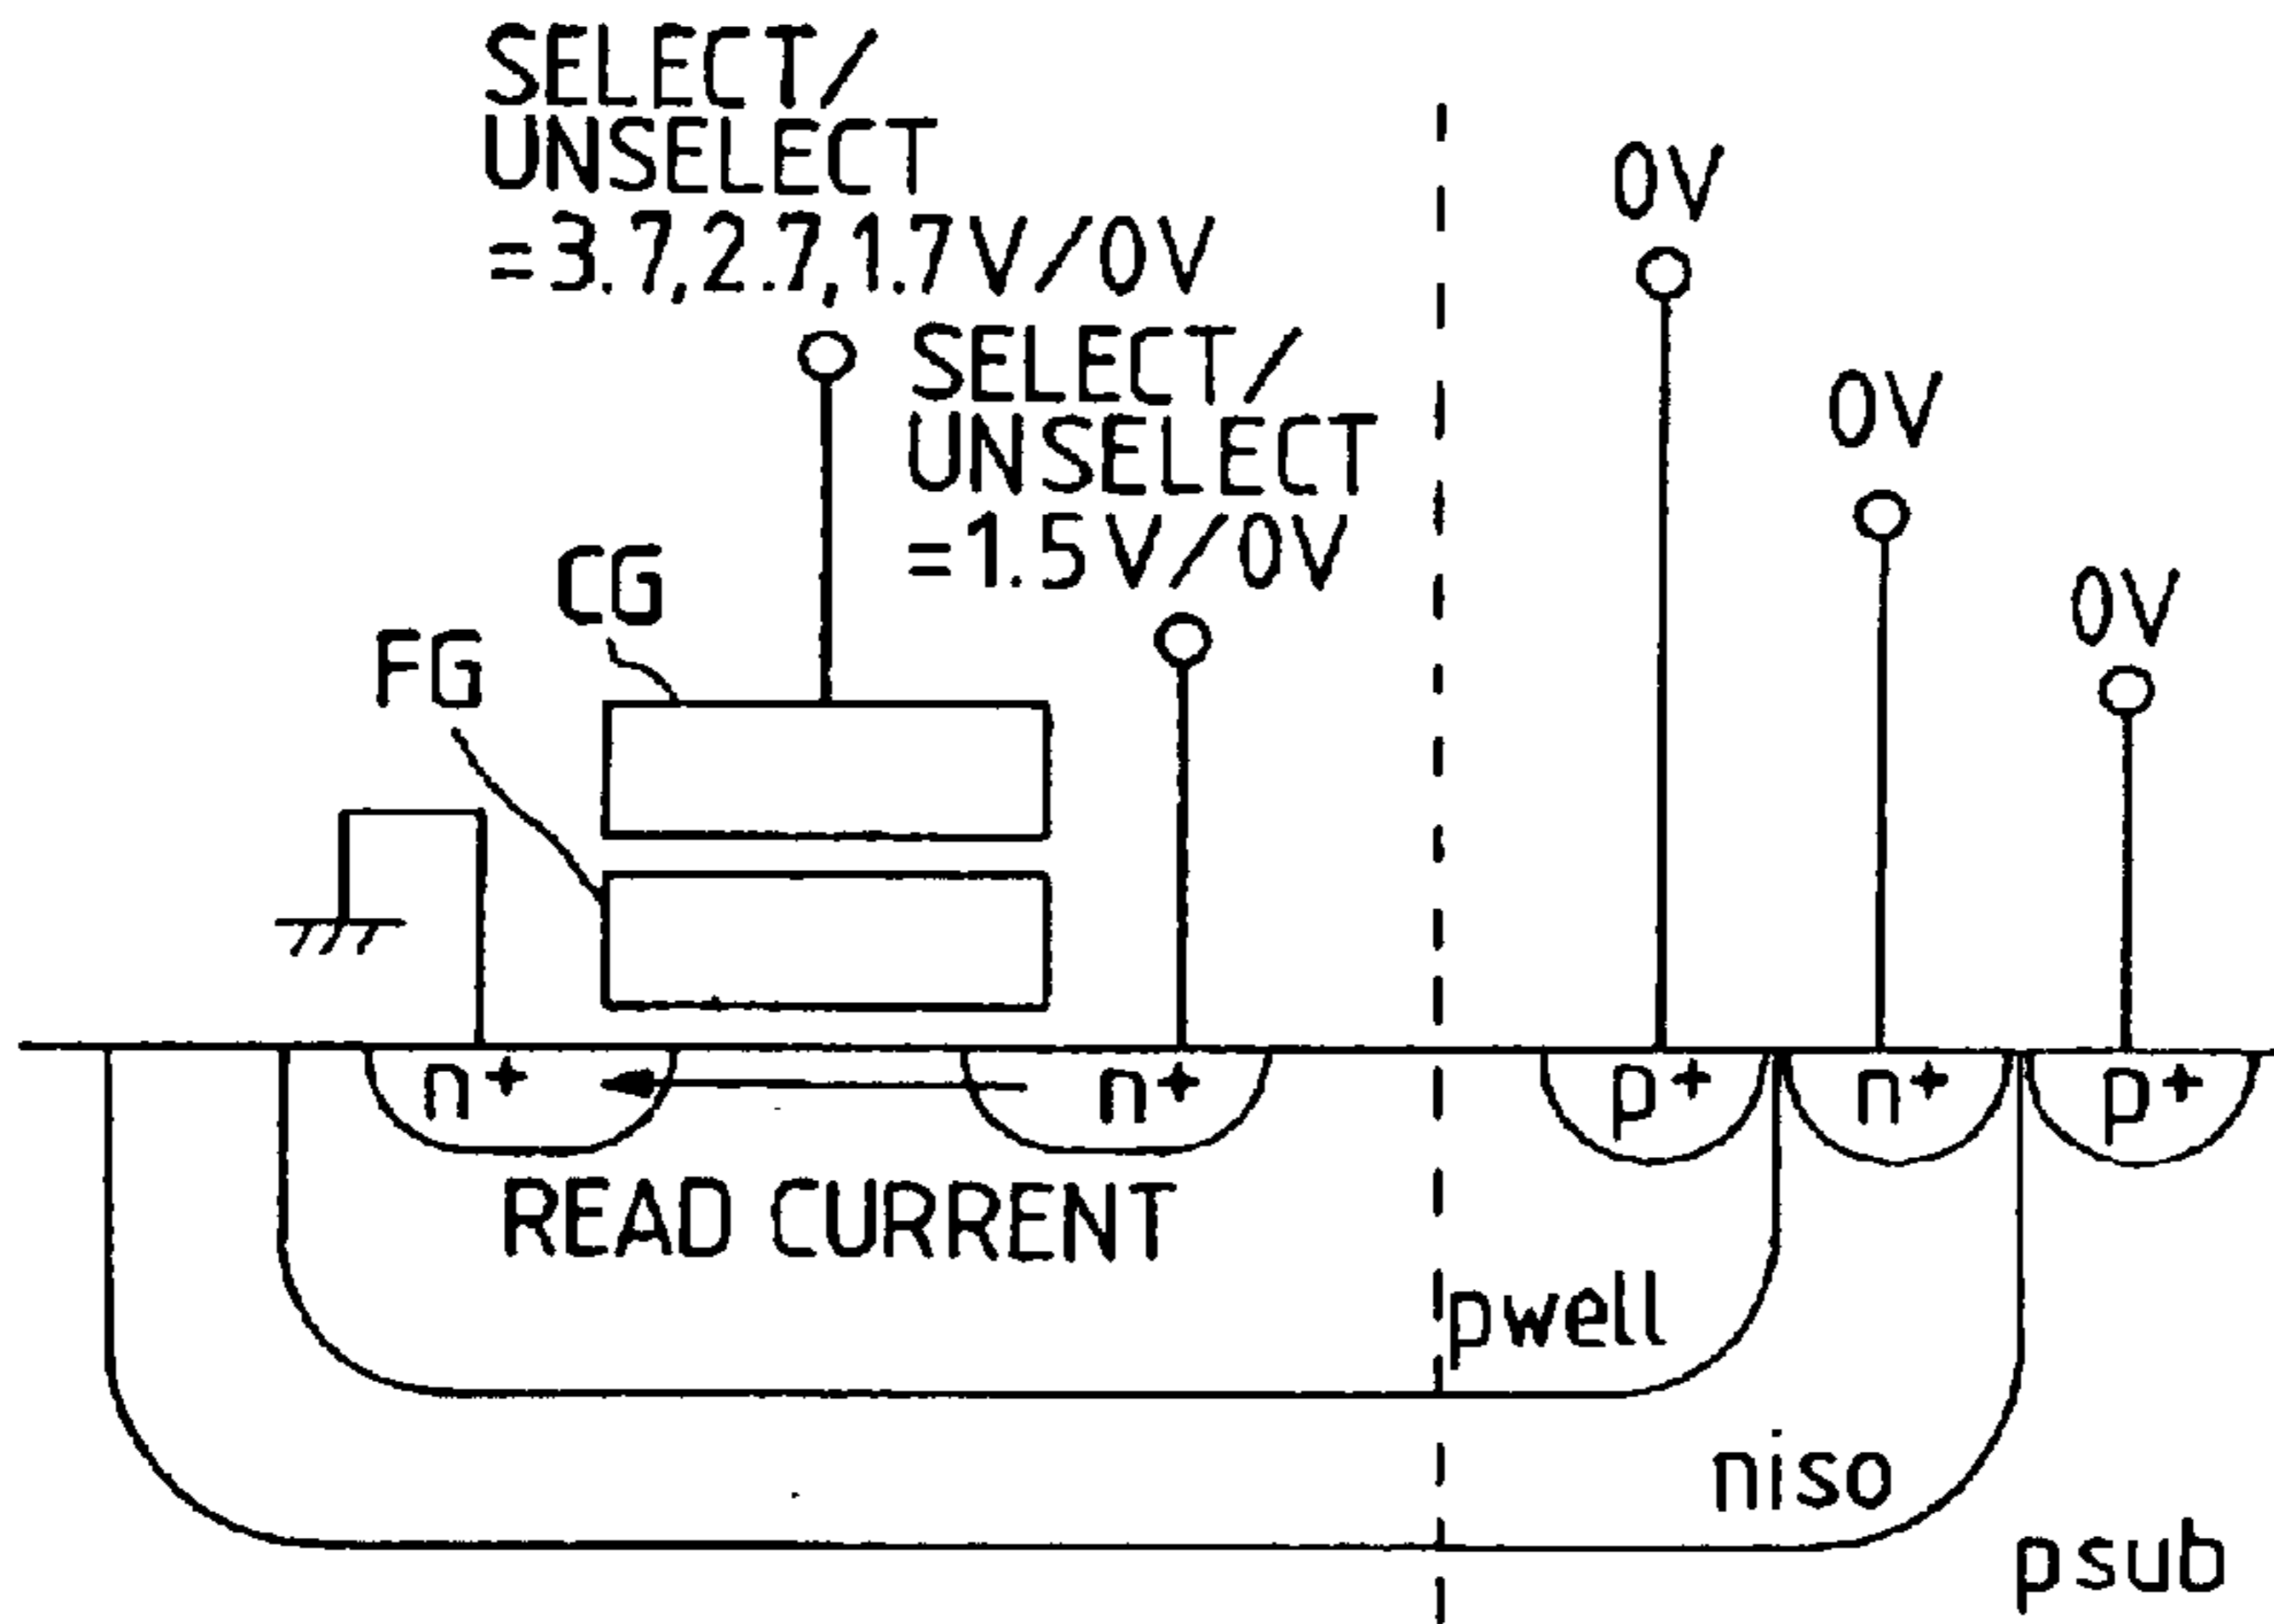 SELECT/
UNSELECT
=3.7,2.7,1.7V/0V
SELECT/
UNSELECT
=1.5V/0V
0V
0V
0V
CG
FG
n+
n+
p+
n+
p+
READ CURRENT
pwell
niso
psub